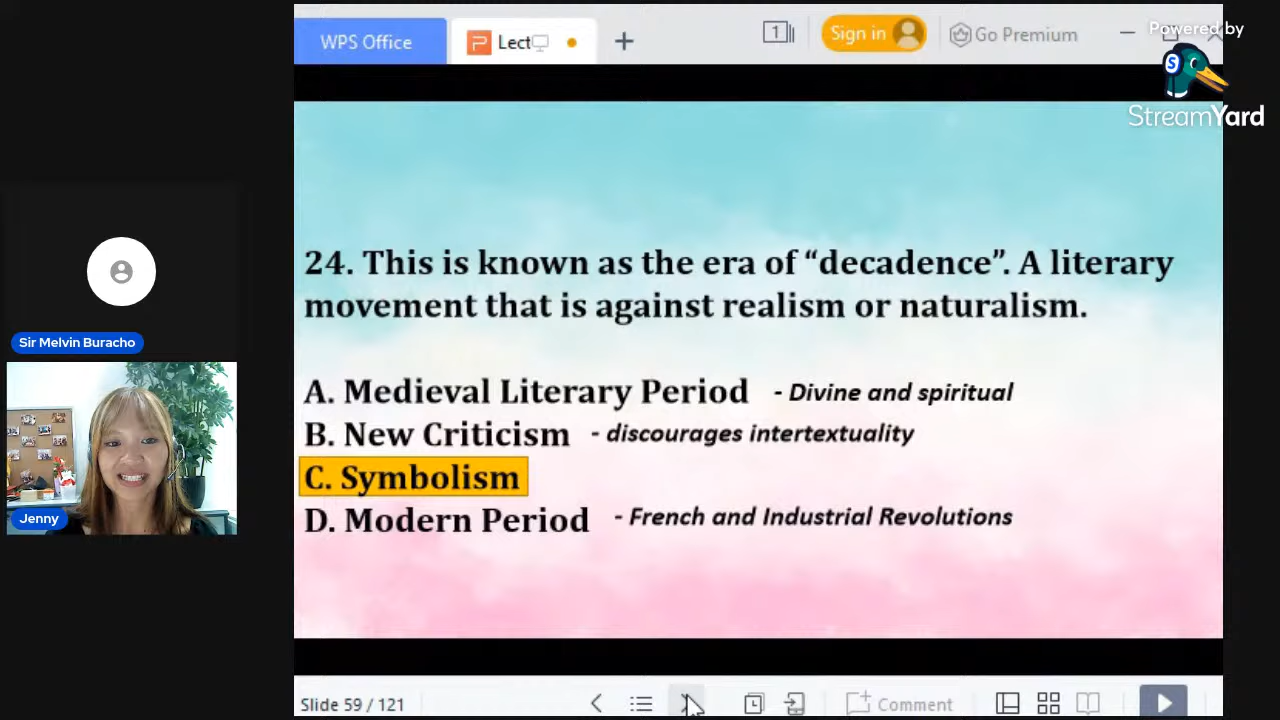 WPS Office
Lect
1
Sign in
Go Premium
Powered by
S
StreamYard
24. This is known as the era of “decadence”. A literary
movement that is against realism or naturalism.
A. Medieval Literary Period - Divine and spiritual
B. New Criticism - discourages intertextuality
C. Symbolism
D. Modern Period - French and Industrial Revolutions
Sir Melvin Buracho
Jenny
Slide 59 / 121
Comment